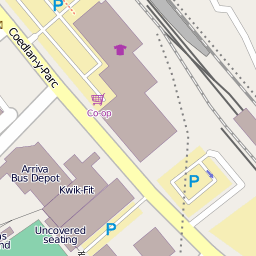 P
Coedlan-y-Parc
Co-op
Arriva
Bus Depot
Kwik-Fit
P
P
Uncovered
seating